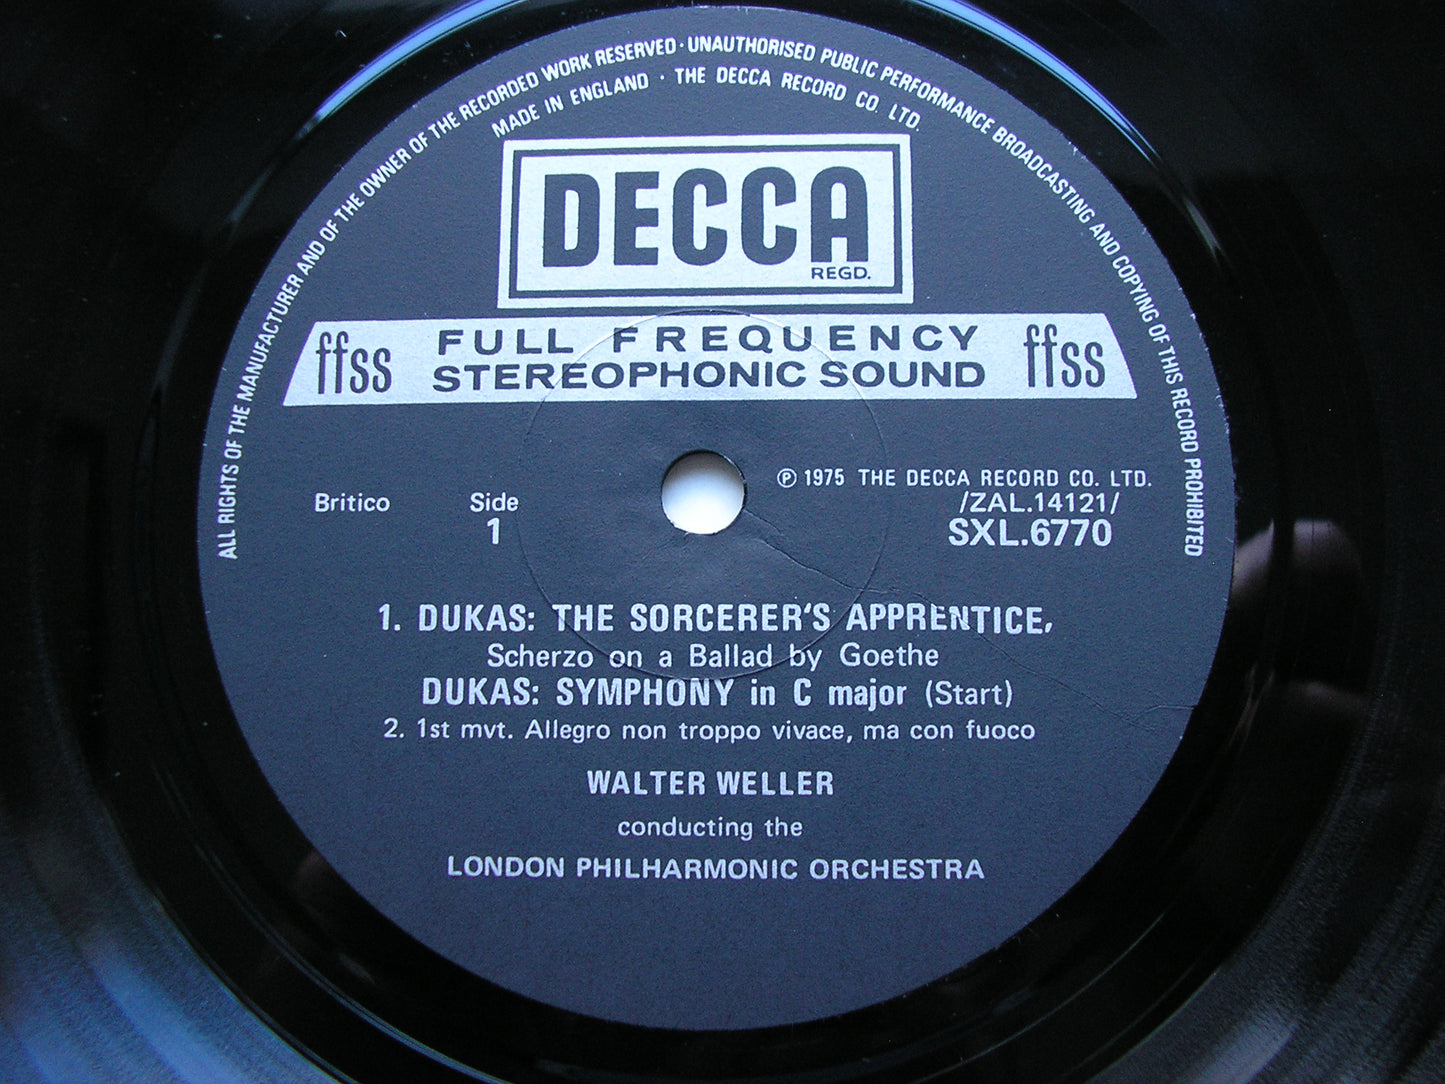 ALL RIGHTS OF THE MANUFACTURER AND OF THE OWNER OF THE RECORDED WORK RESERVED · UNAUTHORISED PUBLIC PERFORMANCE BROADCASTING AND COPYING OF THIS RECORD PROHIBITED
MADE IN ENGLAND · THE DECCA RECORD CO. LTD.
DECCA
REGD.
ffss FULL FREQUENCY ffss
STEREOPHONIC SOUND
℗ 1975 THE DECCA RECORD CO. LTD.
Britico Side /ZAL.14121/
1 SXL.6770
1. DUKAS: THE SORCERER'S APPRENTICE,
Scherzo on a Ballad by Goethe
DUKAS: SYMPHONY in C major (Start)
2. 1st mvt. Allegro non troppo vivace, ma con fuoco
WALTER WELLER
conducting the
LONDON PHILHARMONIC ORCHESTRA